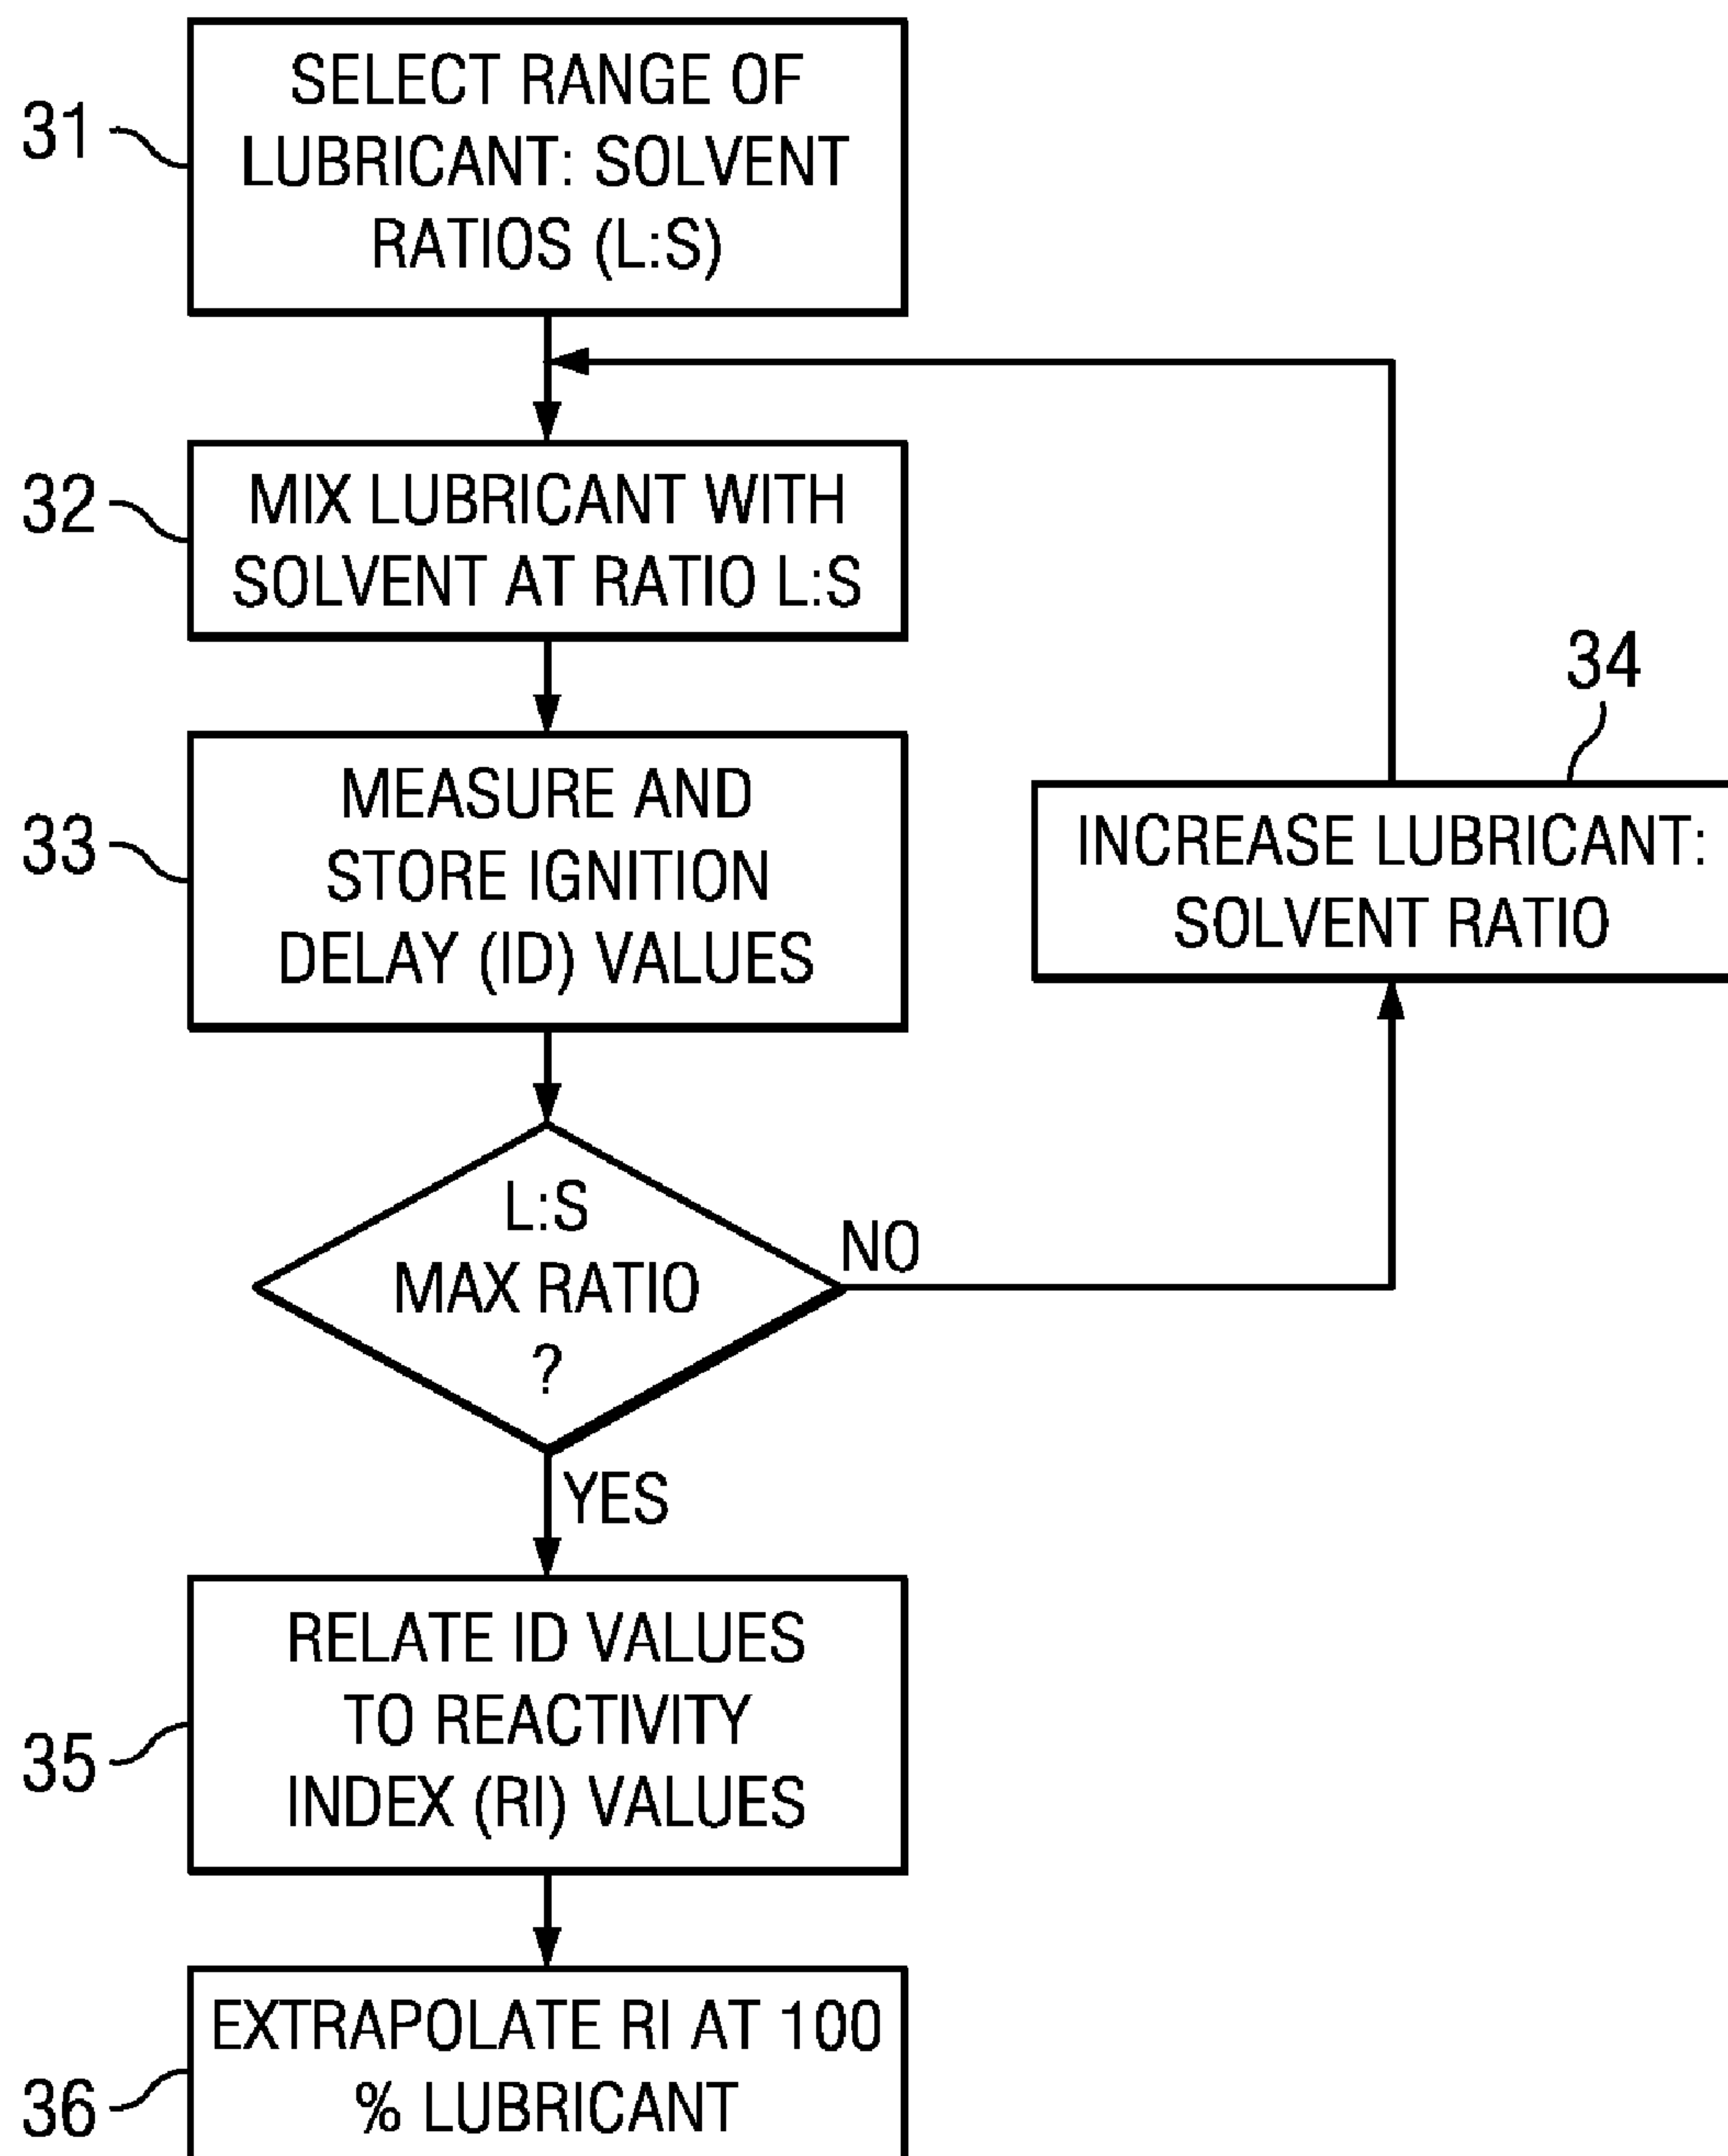 31
SELECT RANGE OF
LUBRICANT: SOLVENT
RATIOS (L:S)
32
MIX LUBRICANT WITH
SOLVENT AT RATIO L:S
33
MEASURE AND
STORE IGNITION
DELAY (ID) VALUES
34
INCREASE LUBRICANT:
SOLVENT RATIO
L:S
MAX RATIO
?
NO
YES
35
RELATE ID VALUES
TO REACTIVITY
INDEX (RI) VALUES
36
EXTRAPOLATE RI AT 100
% LUBRICANT